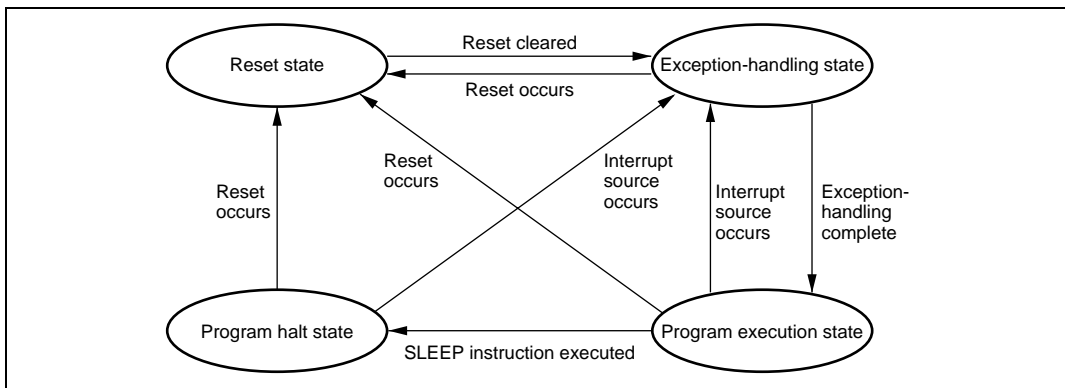 Reset cleared
Reset state
Exception-handling state
Reset occurs
Reset
occurs
Interrupt
source
occurs
Reset
occurs
Interrupt
source
occurs
Exception-
handling
complete
Program halt state
Program execution state
SLEEP instruction executed